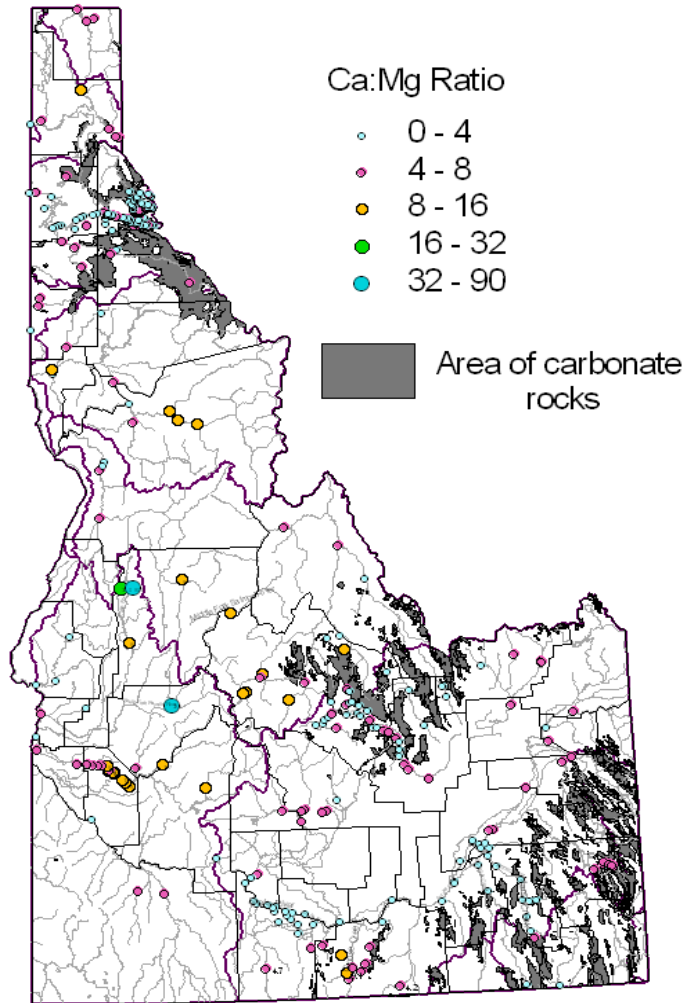 Ca:Mg Ratio
0 - 4
4 - 8
8 - 16
16 - 32
32 - 90
Area of carbonate
rocks